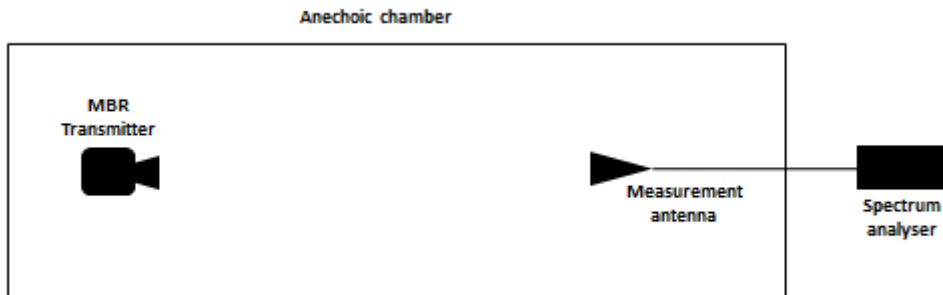 Anechoic chamber
MBR
Transmitter
Measurement
antenna
Spectrum
analyser